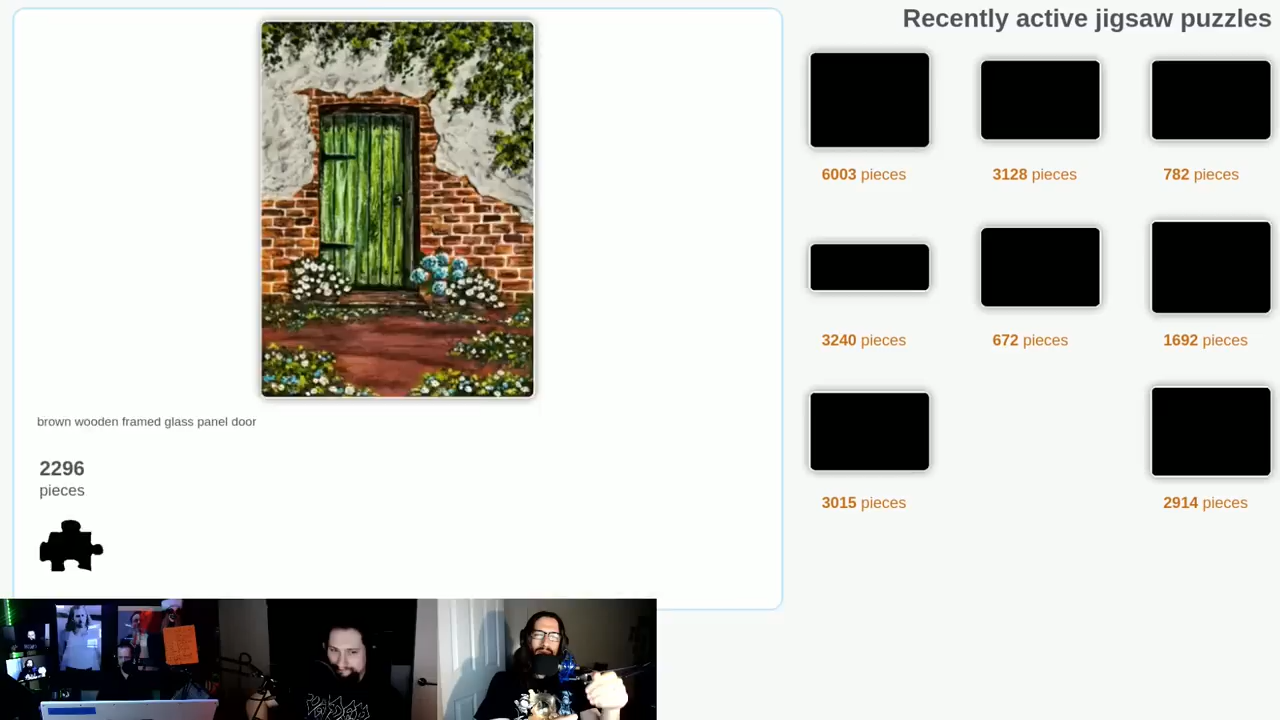 Recently active jigsaw puzzles
6003 pieces
3128 pieces
782 pieces
3240 pieces
672 pieces
1692 pieces
3015 pieces
2914 pieces
brown wooden framed glass panel door
2296
pieces